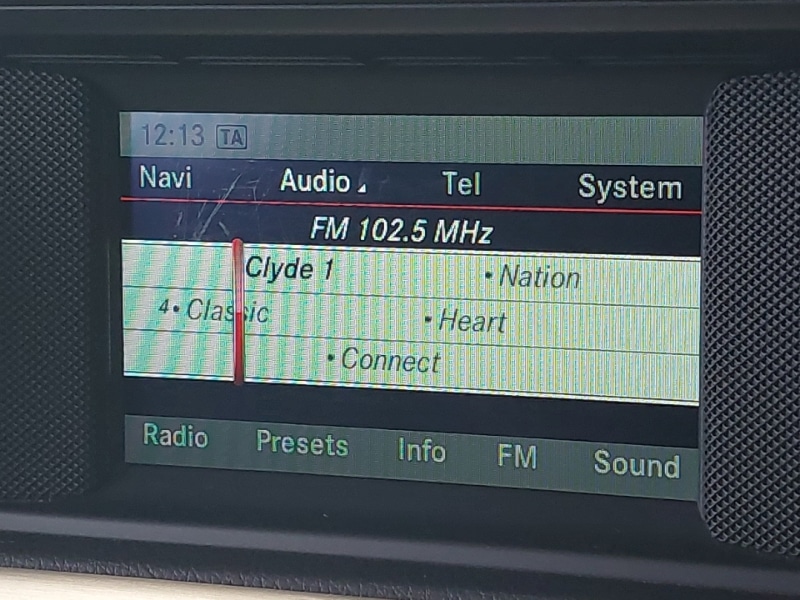 12:13 TA
Navi Audio Tel System
FM 102.5 MHz
Clyde 1 • Nation
4• Classic • Heart
• Connect
Radio Presets Info FM Sound